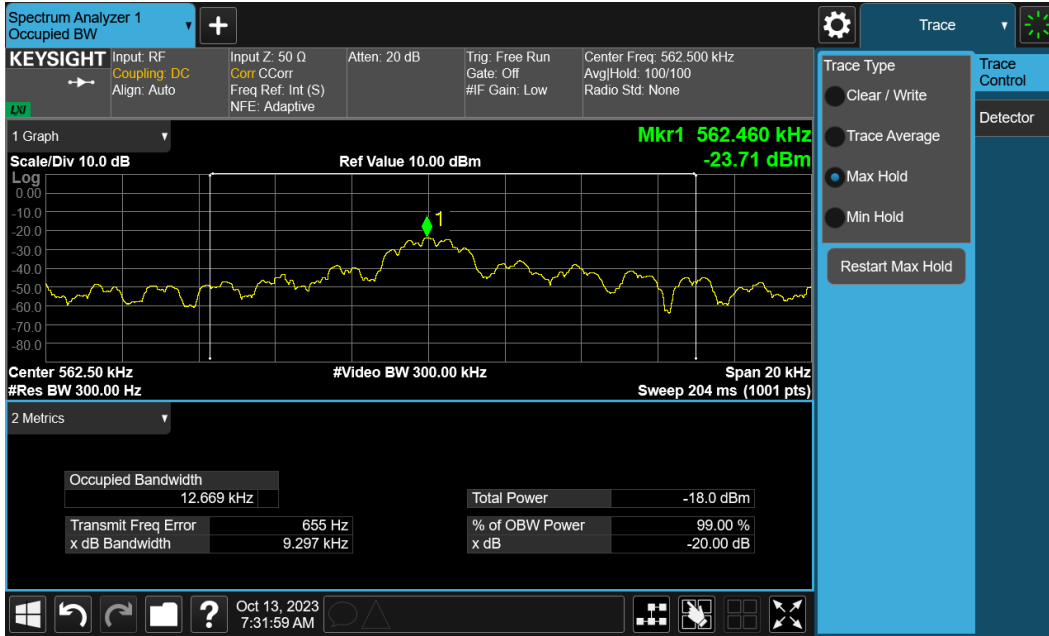 Spectrum Analyzer 1
Occupied BW
+
Trace
KEYSIGHT
LXI
Input: RF
Coupling: DC
Align: Auto
Input Z: 50 Ω
Corr CCorr
Freq Ref: Int (S)
NFE: Adaptive
Atten: 20 dB
Trig: Free Run
Gate: Off
#IF Gain: Low
Center Freq: 562.500 kHz
Avg|Hold: 100/100
Radio Std: None
Trace Type
Clear / Write
Trace Average
Max Hold
Min Hold
Restart Max Hold
Trace
Control
Detector
1 Graph
Mkr1 562.460 kHz
-23.71 dBm
Scale/Div 10.0 dB
Ref Value 10.00 dBm
Log
0.00
-10.0
-20.0
-30.0
-40.0
-50.0
-60.0
-70.0
-80.0
1
Center 562.50 kHz
#Video BW 300.00 kHz
Span 20 kHz
#Res BW 300.00 Hz
Sweep 204 ms (1001 pts)
2 Metrics
Occupied Bandwidth
12.669 kHz
Total Power -18.0 dBm
Transmit Freq Error 655 Hz
% of OBW Power 99.00 %
x dB Bandwidth 9.297 kHz
x dB -20.00 dB
?
Oct 13, 2023
7:31:59 AM